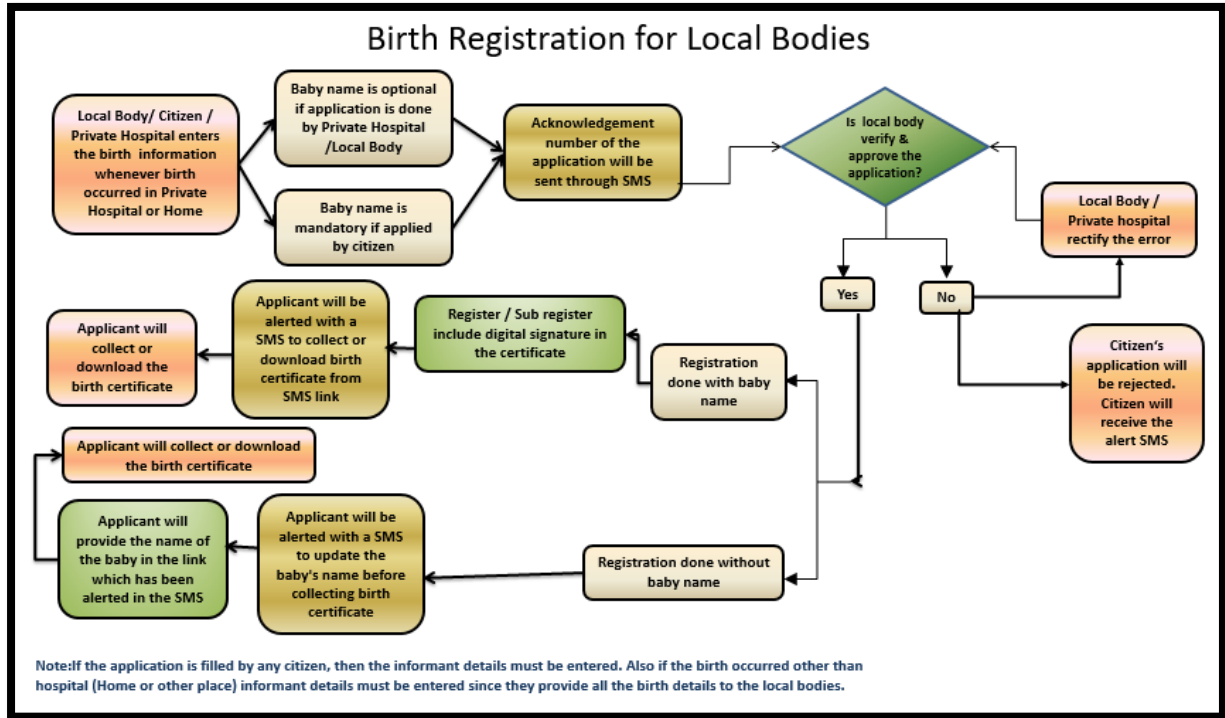 Birth Registration for Local Bodies
Local Body/ Citizen /
Private Hospital enters
the birth information
whenever birth
occurred in Private
Hospital or Home
Baby name is optional
if application is done
by Private Hospital
/Local Body
Baby name is
mandatory if applied
by citizen
Acknowledgement
number of the
application will be
sent through SMS
Is local body
verify &
approve the
application?
Local Body /
Private hospital
rectify the error
Yes
No
Citizen's
application will
be rejected.
Citizen will
receive the
alert SMS
Registration
done with baby
name
Register / Sub register
include digital signature in
the certificate
Applicant will be
alerted with a
SMS to collect or
download birth
certificate from
SMS link
Applicant will
collect or
download the
birth certificate
Registration done without
baby name
Applicant will be
alerted with a SMS
to update the
baby's name before
collecting birth
certificate
Applicant will
provide the name of
the baby in the link
which has been
alerted in the SMS
Applicant will collect or download
the birth certificate
Note:If the application is filled by any citizen, then the informant details must be entered. Also if the birth occurred other than
hospital (Home or other place) informant details must be entered since they provide all the birth details to the local bodies.